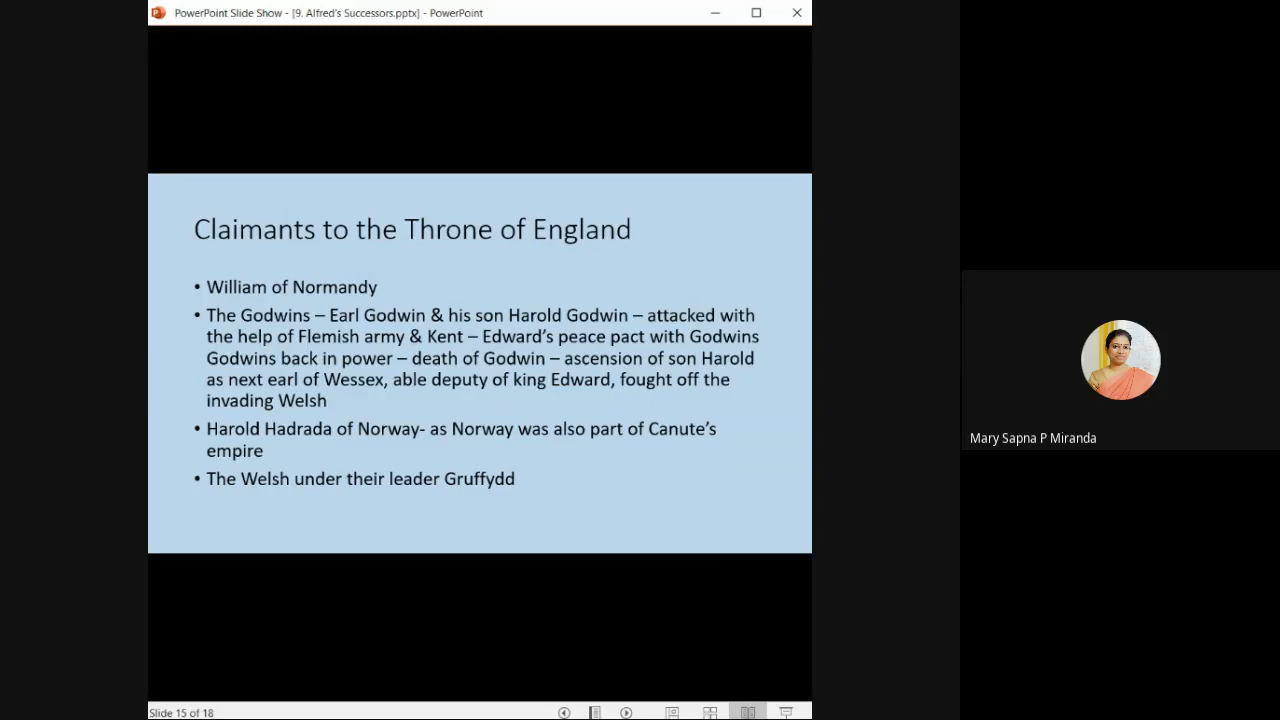 PowerPoint Slide Show - [9. Alfred's Successors.pptx] - PowerPoint
Claimants to the Throne of England
• William of Normandy
• The Godwins – Earl Godwin & his son Harold Godwin – attacked with
the help of Flemish army & Kent – Edward's peace pact with Godwins
Godwins back in power – death of Godwin – ascension of son Harold
as next earl of Wessex, able deputy of king Edward, fought off the
invading Welsh
• Harold Hadrada of Norway- as Norway was also part of Canute's
empire
• The Welsh under their leader Gruffydd
Mary Sapna P Miranda
Slide 15 of 18